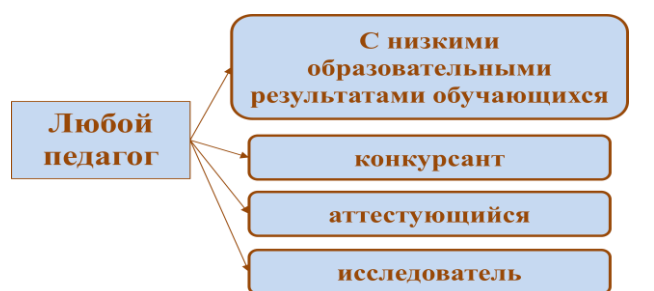 Любой
педагог
С низкими
образовательными
результатами обучающихся
конкурсант
аттестующийся
исследователь